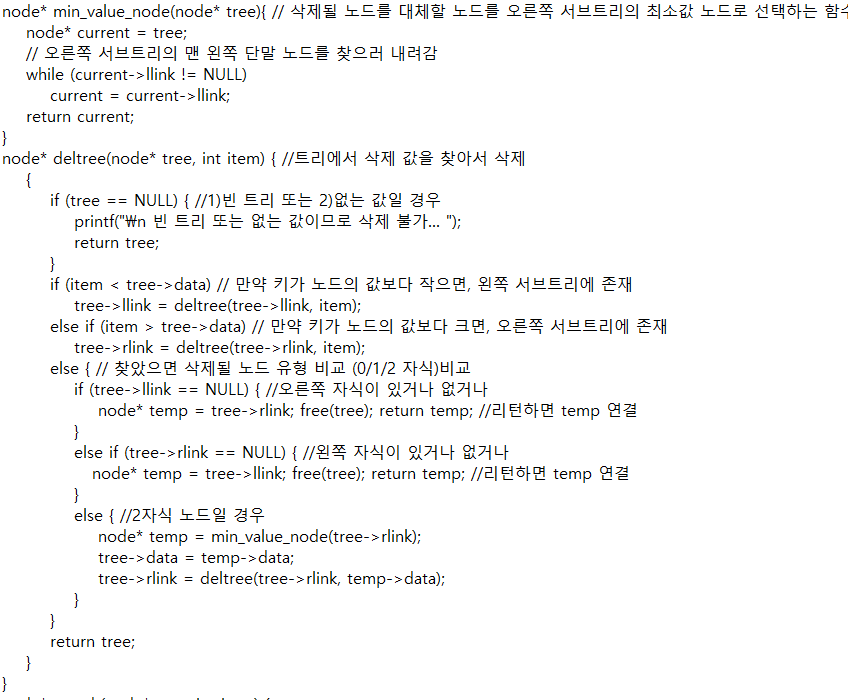 node* min_value_node(node* tree){ // 삭제될 노드를 대체할 노드를 오른쪽 서브트리의 최소값 노드로 선택하는
node* current = tree;
// 오른쪽 서브트리의 맨 왼쪽 단말 노드를 찾으러 내려감
while (current->llink != NULL)
current = current->llink;
return current;
}
node* deltree(node* tree, int item) { //트리에서 삭제 값을 찾아서 삭제
{
if (tree == NULL) { //1)빈 트리 또는 2)없는 값일 경우
printf("₩n 빈 트리 또는 없는 값이므로 삭제 불가... ");
return tree;
}
if (item < tree->data) // 만약 키가 노드의 값보다 작으면, 왼쪽 서브트리에 존재
tree->llink = deltree(tree->llink, item);
else if (item > tree->data) // 만약 키가 노드의 값보다 크면, 오른쪽 서브트리에 존재
tree->rlink = deltree(tree->rlink, item);
else { // 찾았으면 삭제될 노드 유형 비교 (0/1/2 자식)비교
if (tree->llink == NULL) { //오른쪽 자식이 있거나 없거나
node* temp = tree->rlink; free(tree); return temp; //리턴하면 temp 연결
}
else if (tree->rlink == NULL) { //왼쪽 자식이 있거나 없거나
node* temp = tree->llink; free(tree); return temp; //리턴하면 temp 연결
}
else { //2자식 노드일 경우
node* temp = min_value_node(tree->rlink);
tree->data = temp->data;
tree->rlink = deltree(tree->rlink, temp->data);
}
}
return tree;
}
}